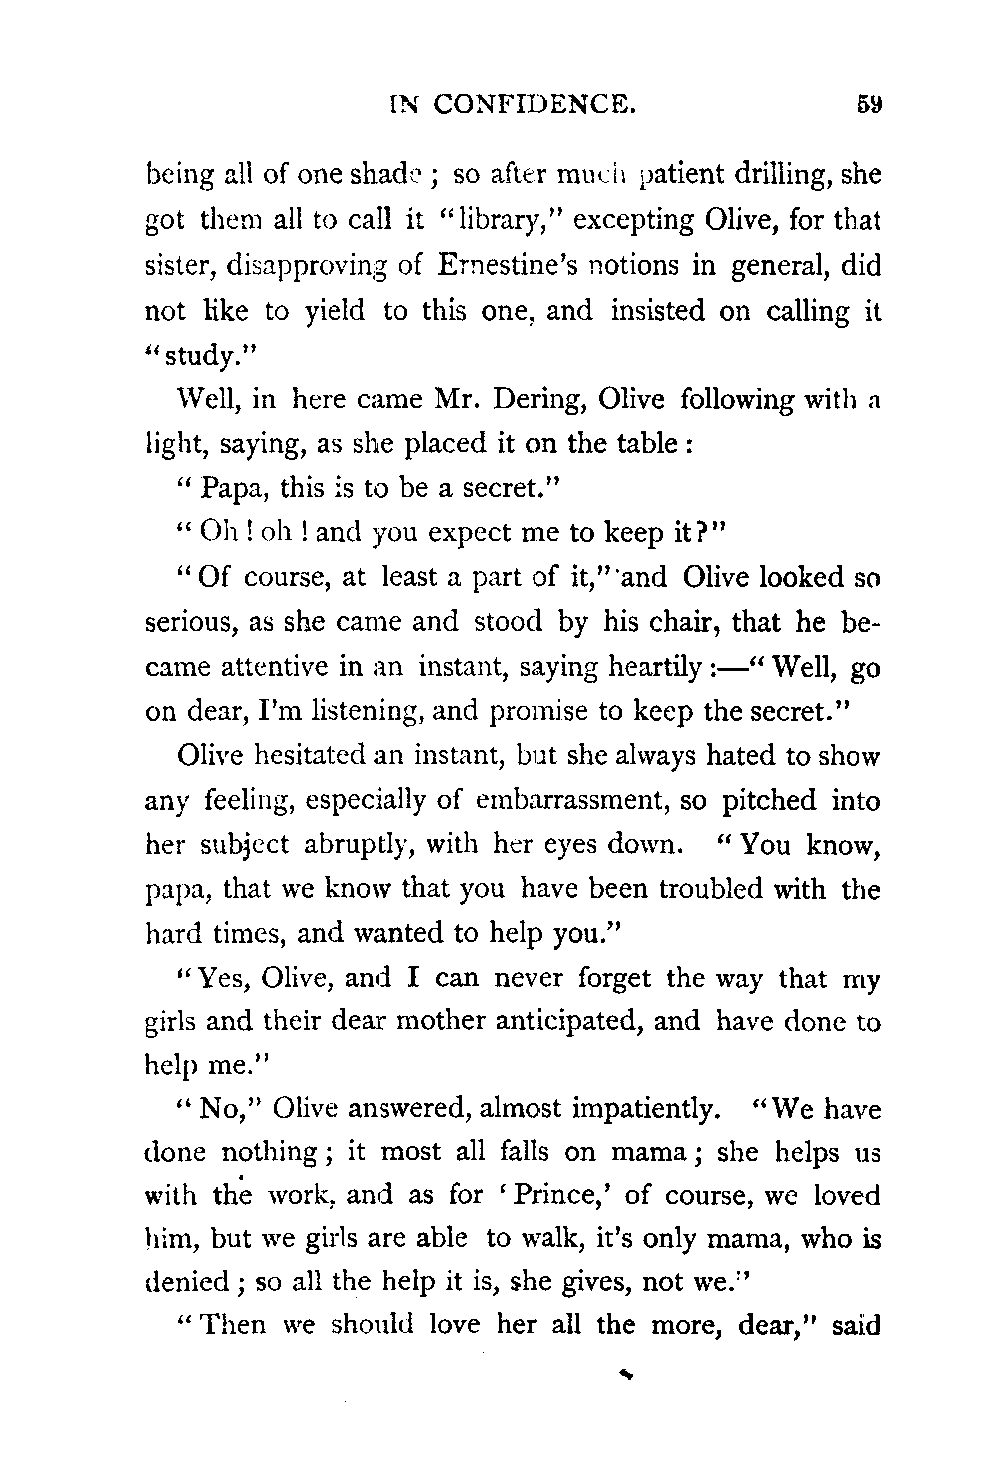 IN CONFIDENCE. 59
being all of one shade ; so after much patient drilling, she
got them all to call it “library,” excepting Olive, for that
sister, disapproving of Ernestine’s notions in general, did
not like to yield to this one, and insisted on calling it
“study.”
Well, in here came Mr. Dering, Olive following with a
light, saying, as she placed it on the table :
“ Papa, this is to be a secret.”
“ Oh ! oh ! and you expect me to keep it?”
“Of course, at least a part of it,” and Olive looked so
serious, as she came and stood by his chair, that he be-
came attentive in an instant, saying heartily :—“ Well, go
on dear, I’m listening, and promise to keep the secret.”
Olive hesitated an instant, but she always hated to show
any feeling, especially of embarrassment, so pitched into
her subject abruptly, with her eyes down. “ You know,
papa, that we know that you have been troubled with the
hard times, and wanted to help you.”
“Yes, Olive, and I can never forget the way that my
girls and their dear mother anticipated, and have done to
help me.”
“ No,” Olive answered, almost impatiently. “We have
done nothing ; it most all falls on mama ; she helps us
with the work, and as for ‘ Prince,’ of course, we loved
him, but we girls are able to walk, it’s only mama, who is
denied ; so all the help it is, she gives, not we.”
“ Then we should love her all the more, dear,” said